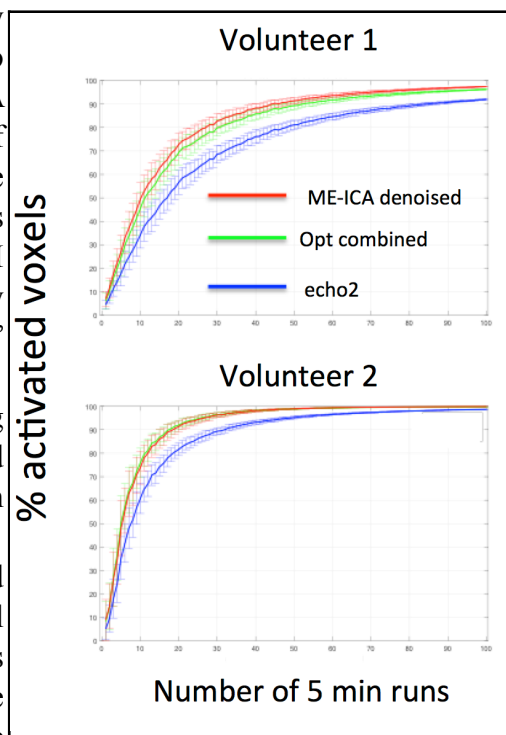 Volunteer 1
100
90
80
70
60
50
40
30
20
10
0
ME-ICA denoised
Opt combined
echo2
0 10 20 30 40 50 60 70 80 90 100
% activated voxels
Volunteer 2
100
90
80
70
60
50
40
30
20
10
0
0 10 20 30 40 50 60 70 80 90 100
Number of 5 min runs